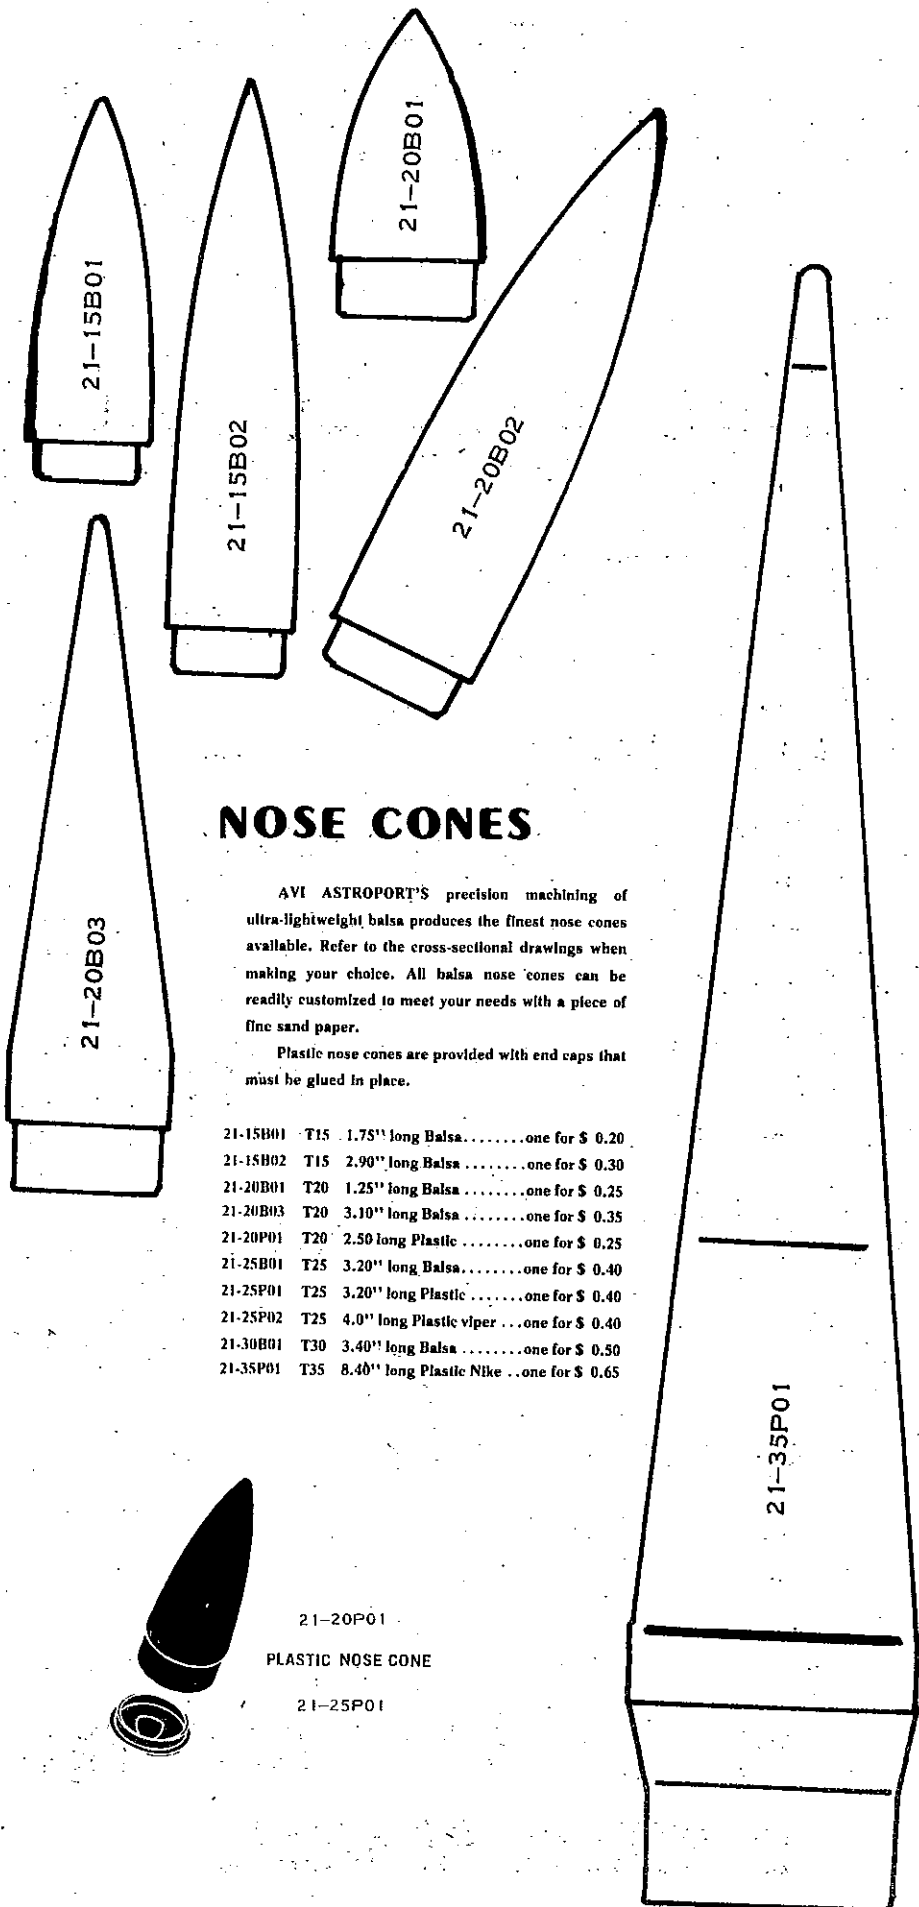 21-20B01
21-15B01
21-15B02
21-20B02
21-20B03
NOSE CONES
AVI ASTROPORT'S precision machining of
ultra-lightweight balsa produces the finest nose cones
available. Refer to the cross-sectional drawings when
making your choice. All balsa nose cones can be
readily customized to meet your needs with a piece of
fine sand paper.
Plastic nose cones are provided with end caps that
must be glued in place.
21-15B01 T15 1.75" long Balsa........one for $ 0.20
21-15B02 T15 2.90" long Balsa ........one for $ 0.30
21-20B01 T20 1.25" long Balsa ........one for $ 0.25
21-20B03 T20 3.10" long Balsa ........one for $ 0.35
21-20P01 T20 2.50 long Plastic ........one for $ 0.25
21-25B01 T25 3.20" long Balsa........one for $ 0.40
21-25P01 T25 3.20" long Plastic .......one for $ 0.40
21-25P02 T25 4.0" long Plastic viper ...one for $ 0.40
21-30B01 T30 3.40" long Balsa ........one for $ 0.50
21-35P01 T35 8.40" long Plastic Nike ..one for $ 0.65
21-35P01
21-20P01
PLASTIC NOSE CONE
21-25P01